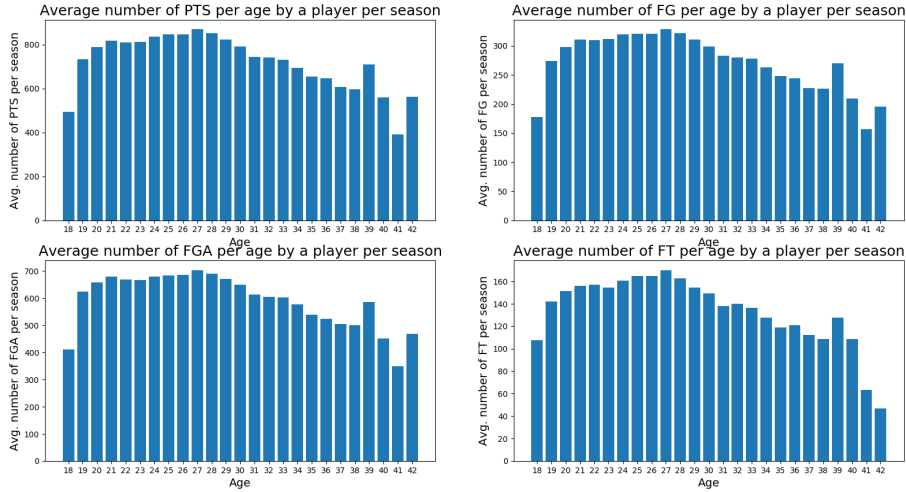 Average number of PTS per age by a player per season
Avg. number of PTS per season
800
600
400
200
0
18 19 20 21 22 23 24 25 26 27 28 29 30 31 32 33 34 35 36 37 38 39 40 41 42
Age
Average number of FG per age by a player per season
Avg. number of FG per season
300
250
200
150
100
50
0
18 19 20 21 22 23 24 25 26 27 28 29 30 31 32 33 34 35 36 37 38 39 40 41 42
Age
Average number of FGA per age by a player per season
Avg. number of FGA per season
700
600
500
400
300
200
100
0
18 19 20 21 22 23 24 25 26 27 28 29 30 31 32 33 34 35 36 37 38 39 40 41 42
Age
Average number of FT per age by a player per season
Avg. number of FT per season
160
140
120
100
80
60
40
20
0
18 19 20 21 22 23 24 25 26 27 28 29 30 31 32 33 34 35 36 37 38 39 40 41 42
Age